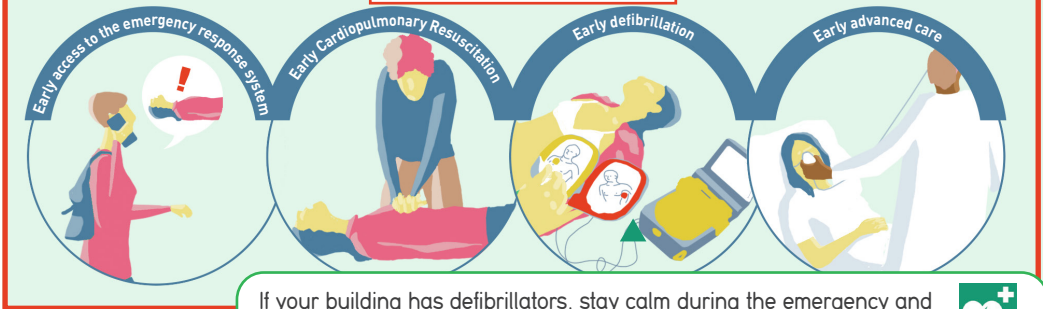 Early access to the emergency response system
Early Cardiopulmonary Resuscitation
Early defibrillation
Early advanced care
!
If your building has defibrillators, stay calm during the emergency and